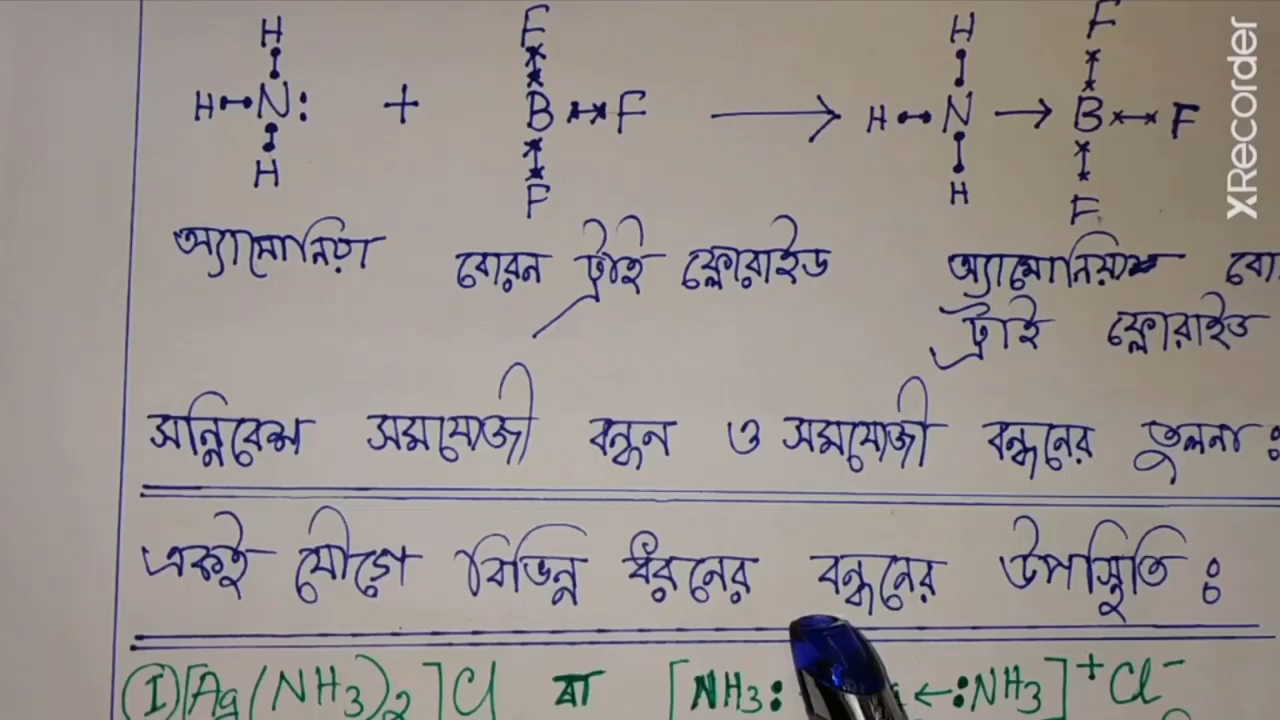 H F H F
H N: + B F → H N → B F
H F H F
অ্যামোনিয়া বোরন ট্রাই ফ্লোরাইড অ্যামোনিয়া
ট্রাই ফ্লোরাইড
সন্নিবেশ সমযোজী বন্ধন ও সমযোজী বন্ধনের তুলনা :
একই যৌগে বিভিন্ন ধরনের বন্ধনের উপস্থিতি :
(I) [Ag(NH₃)₂]Cl বা [NH₃: ←:NH₃]⁺Cl⁻
XRecorder